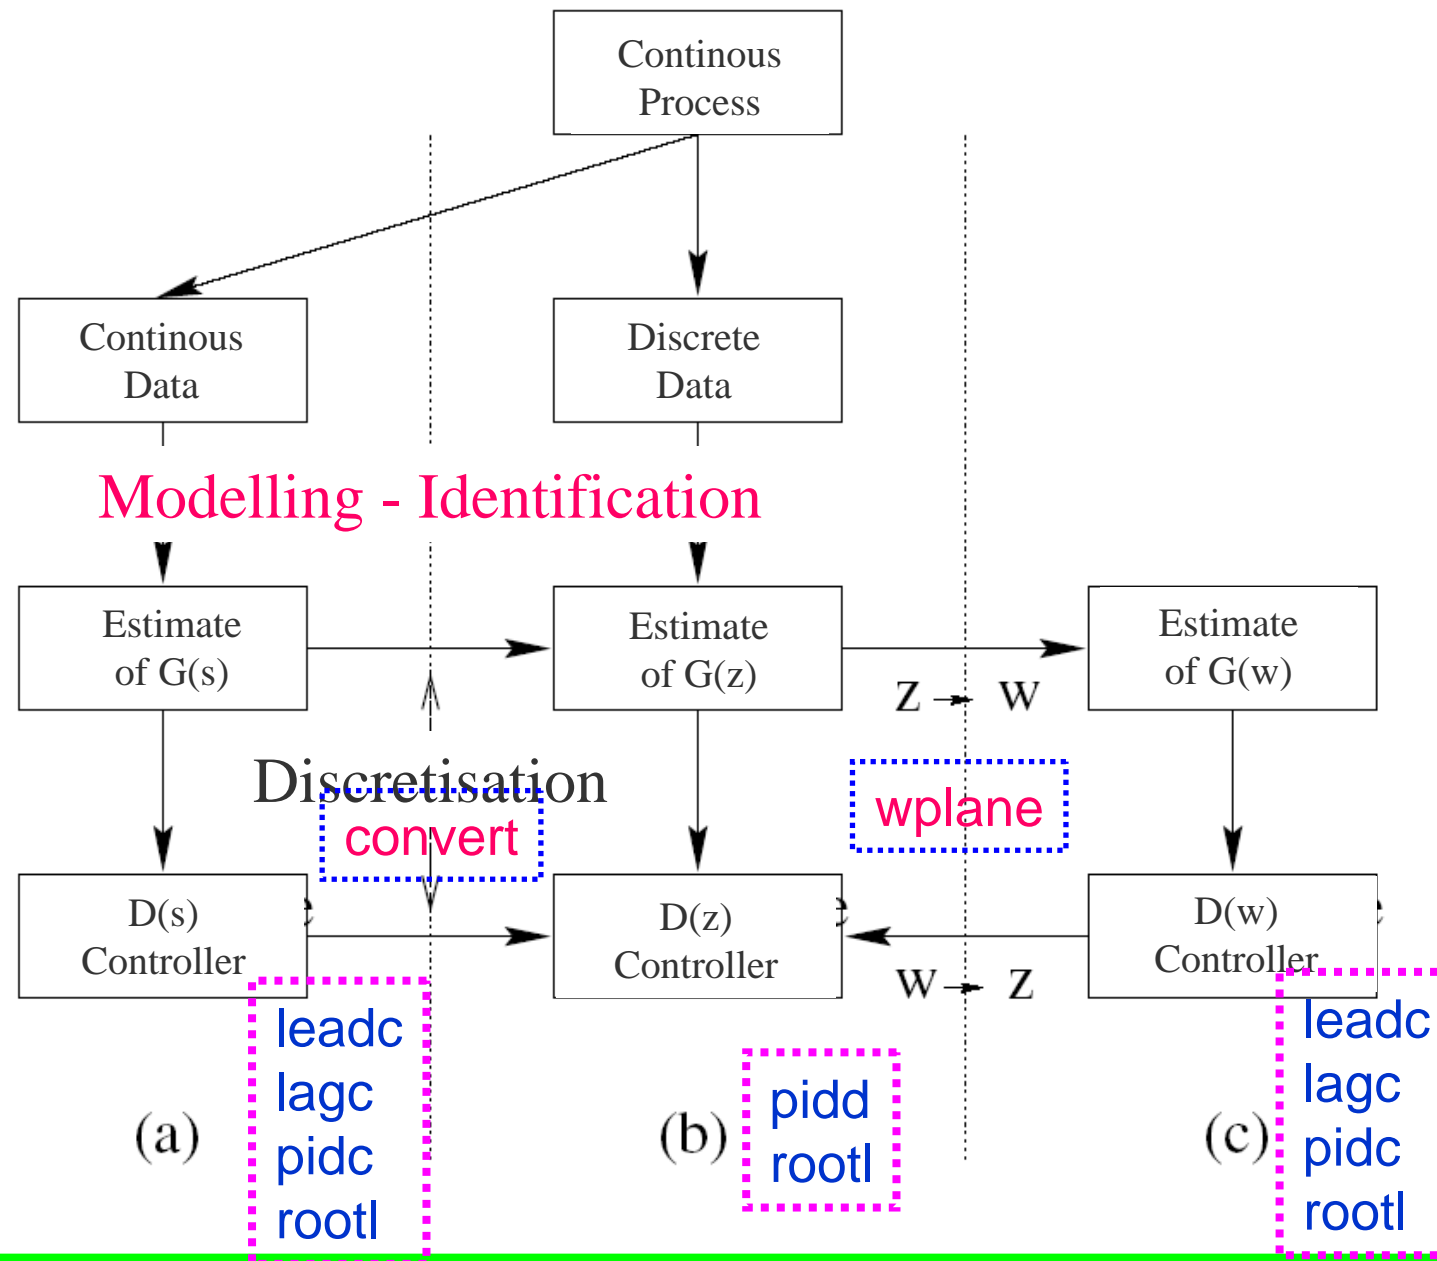 Continous
Process
Continous
Data
Discrete
Data
Modelling - Identification
Estimate
of G(s)
Estimate
of G(z)
Estimate
of G(w)
Z W
Discretisation
convert
wplane
D(s)
Controller
D(z)
Controller
D(w)
Controller
W Z
leadc
lagc
pidc
rootl
pidd
rootl
leadc
lagc
pidc
rootl
(a)
(b)
(c)